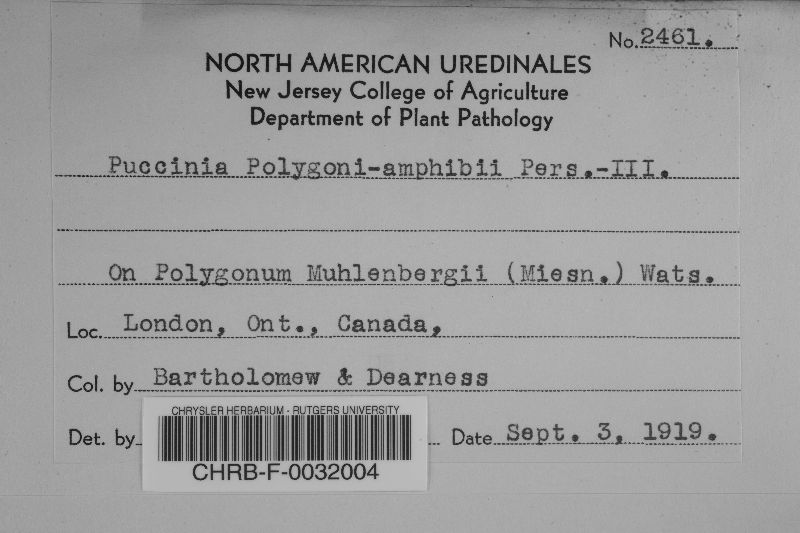 No. 2461.
NORTH AMERICAN UREDINALES
New Jersey College of Agriculture
Department of Plant Pathology
Puccinia Polygoni-amphibii Pers.-III.
On Polygonum Muhlenbergii (Miesn.) Wats.
Loc. London, Ont., Canada,
Col. by Bartholomew & Dearness
Det. by Date Sept. 3, 1919.
CHRYSLER HERBARIUM - RUTGERS UNIVERSITY
CHRB-F-0032004